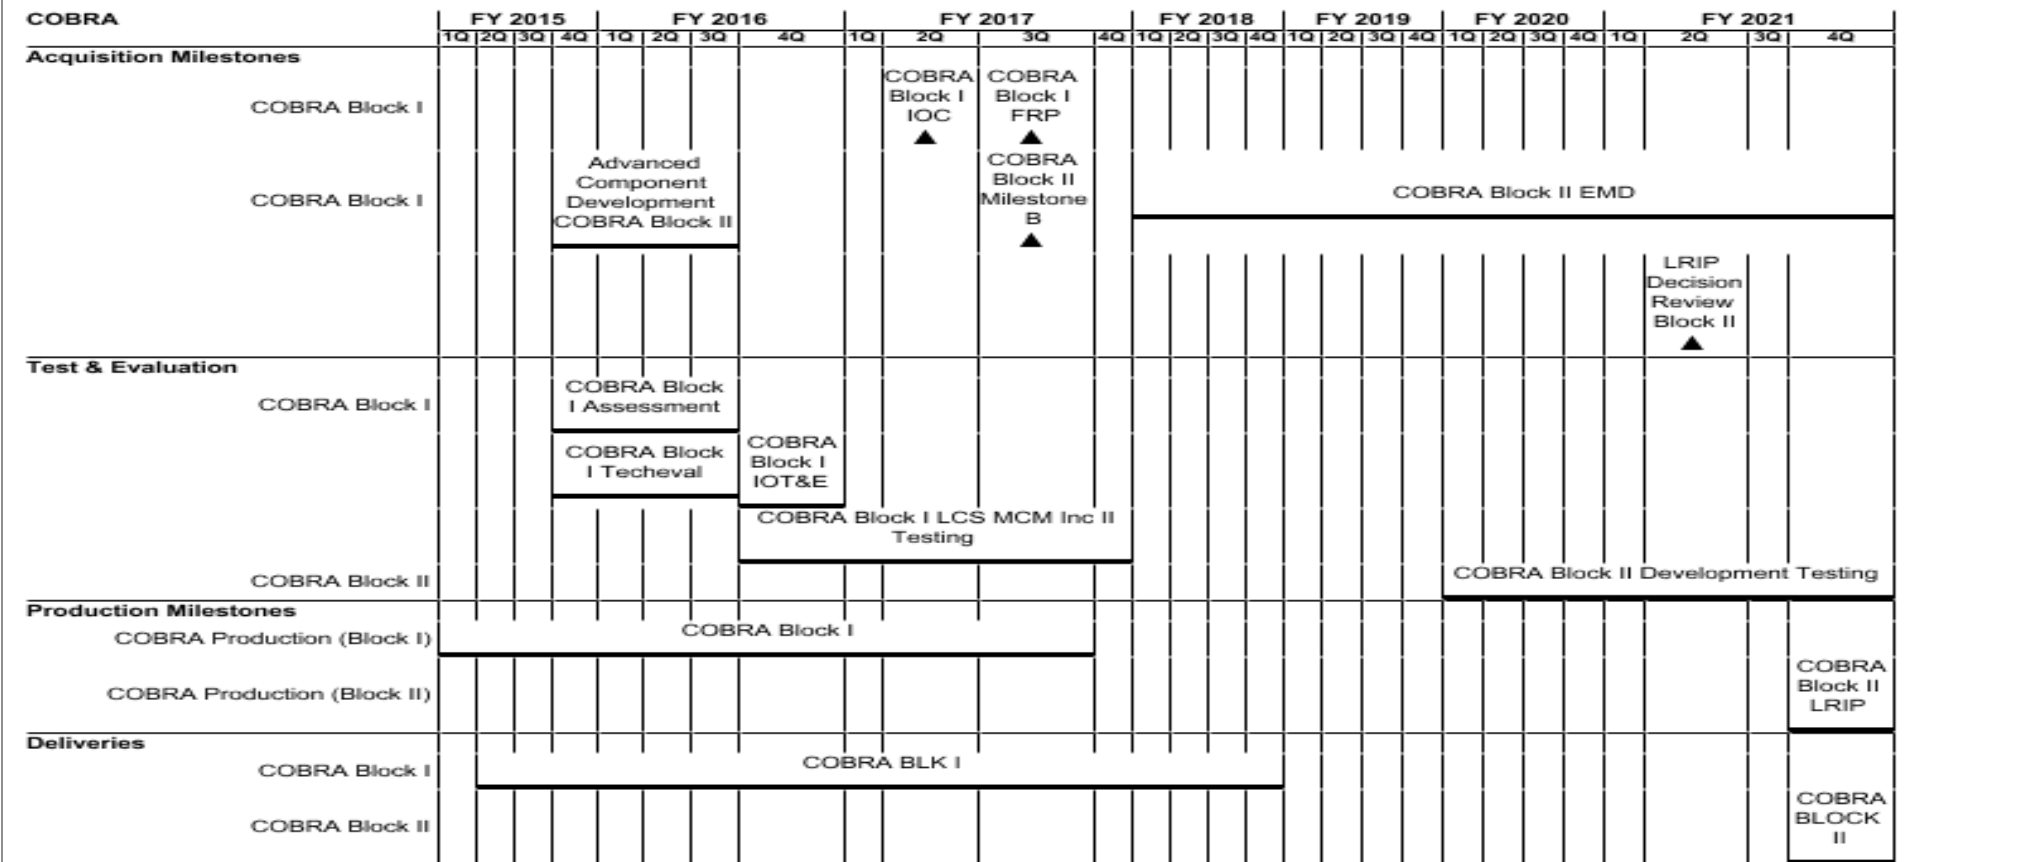 COBRA FY 2015 FY 2016 FY 2017 FY 2018 FY 2019 FY 2020 FY 2021
1Q 2Q 3Q 4Q 1Q 2Q 3Q 4Q 1Q 2Q 3Q 4Q 1Q 2Q 3Q 4Q 1Q 2Q 3Q 4Q 1Q 2Q 3Q 4Q 1Q 2Q 3Q 4Q
Acquisition Milestones
COBRA Block I
COBRA
Block I
IOC
COBRA
Block I
FRP
COBRA Block I
Advanced
Component
Development
COBRA Block II
COBRA
Block II
Milestone
B
COBRA Block II EMD
LRIP
Decision
Review
Block II
Test & Evaluation
COBRA Block I
COBRA Block
I Assessment
COBRA Block
I Techeval
COBRA
Block I
IOT&E
COBRA Block I LCS MCM Inc II
Testing
COBRA Block II
COBRA Block II Development Testing
Production Milestones
COBRA Production (Block I)
COBRA Block I
COBRA Production (Block II)
COBRA
Block II
LRIP
Deliveries
COBRA Block I
COBRA BLK I
COBRA Block II
COBRA
BLOCK
II